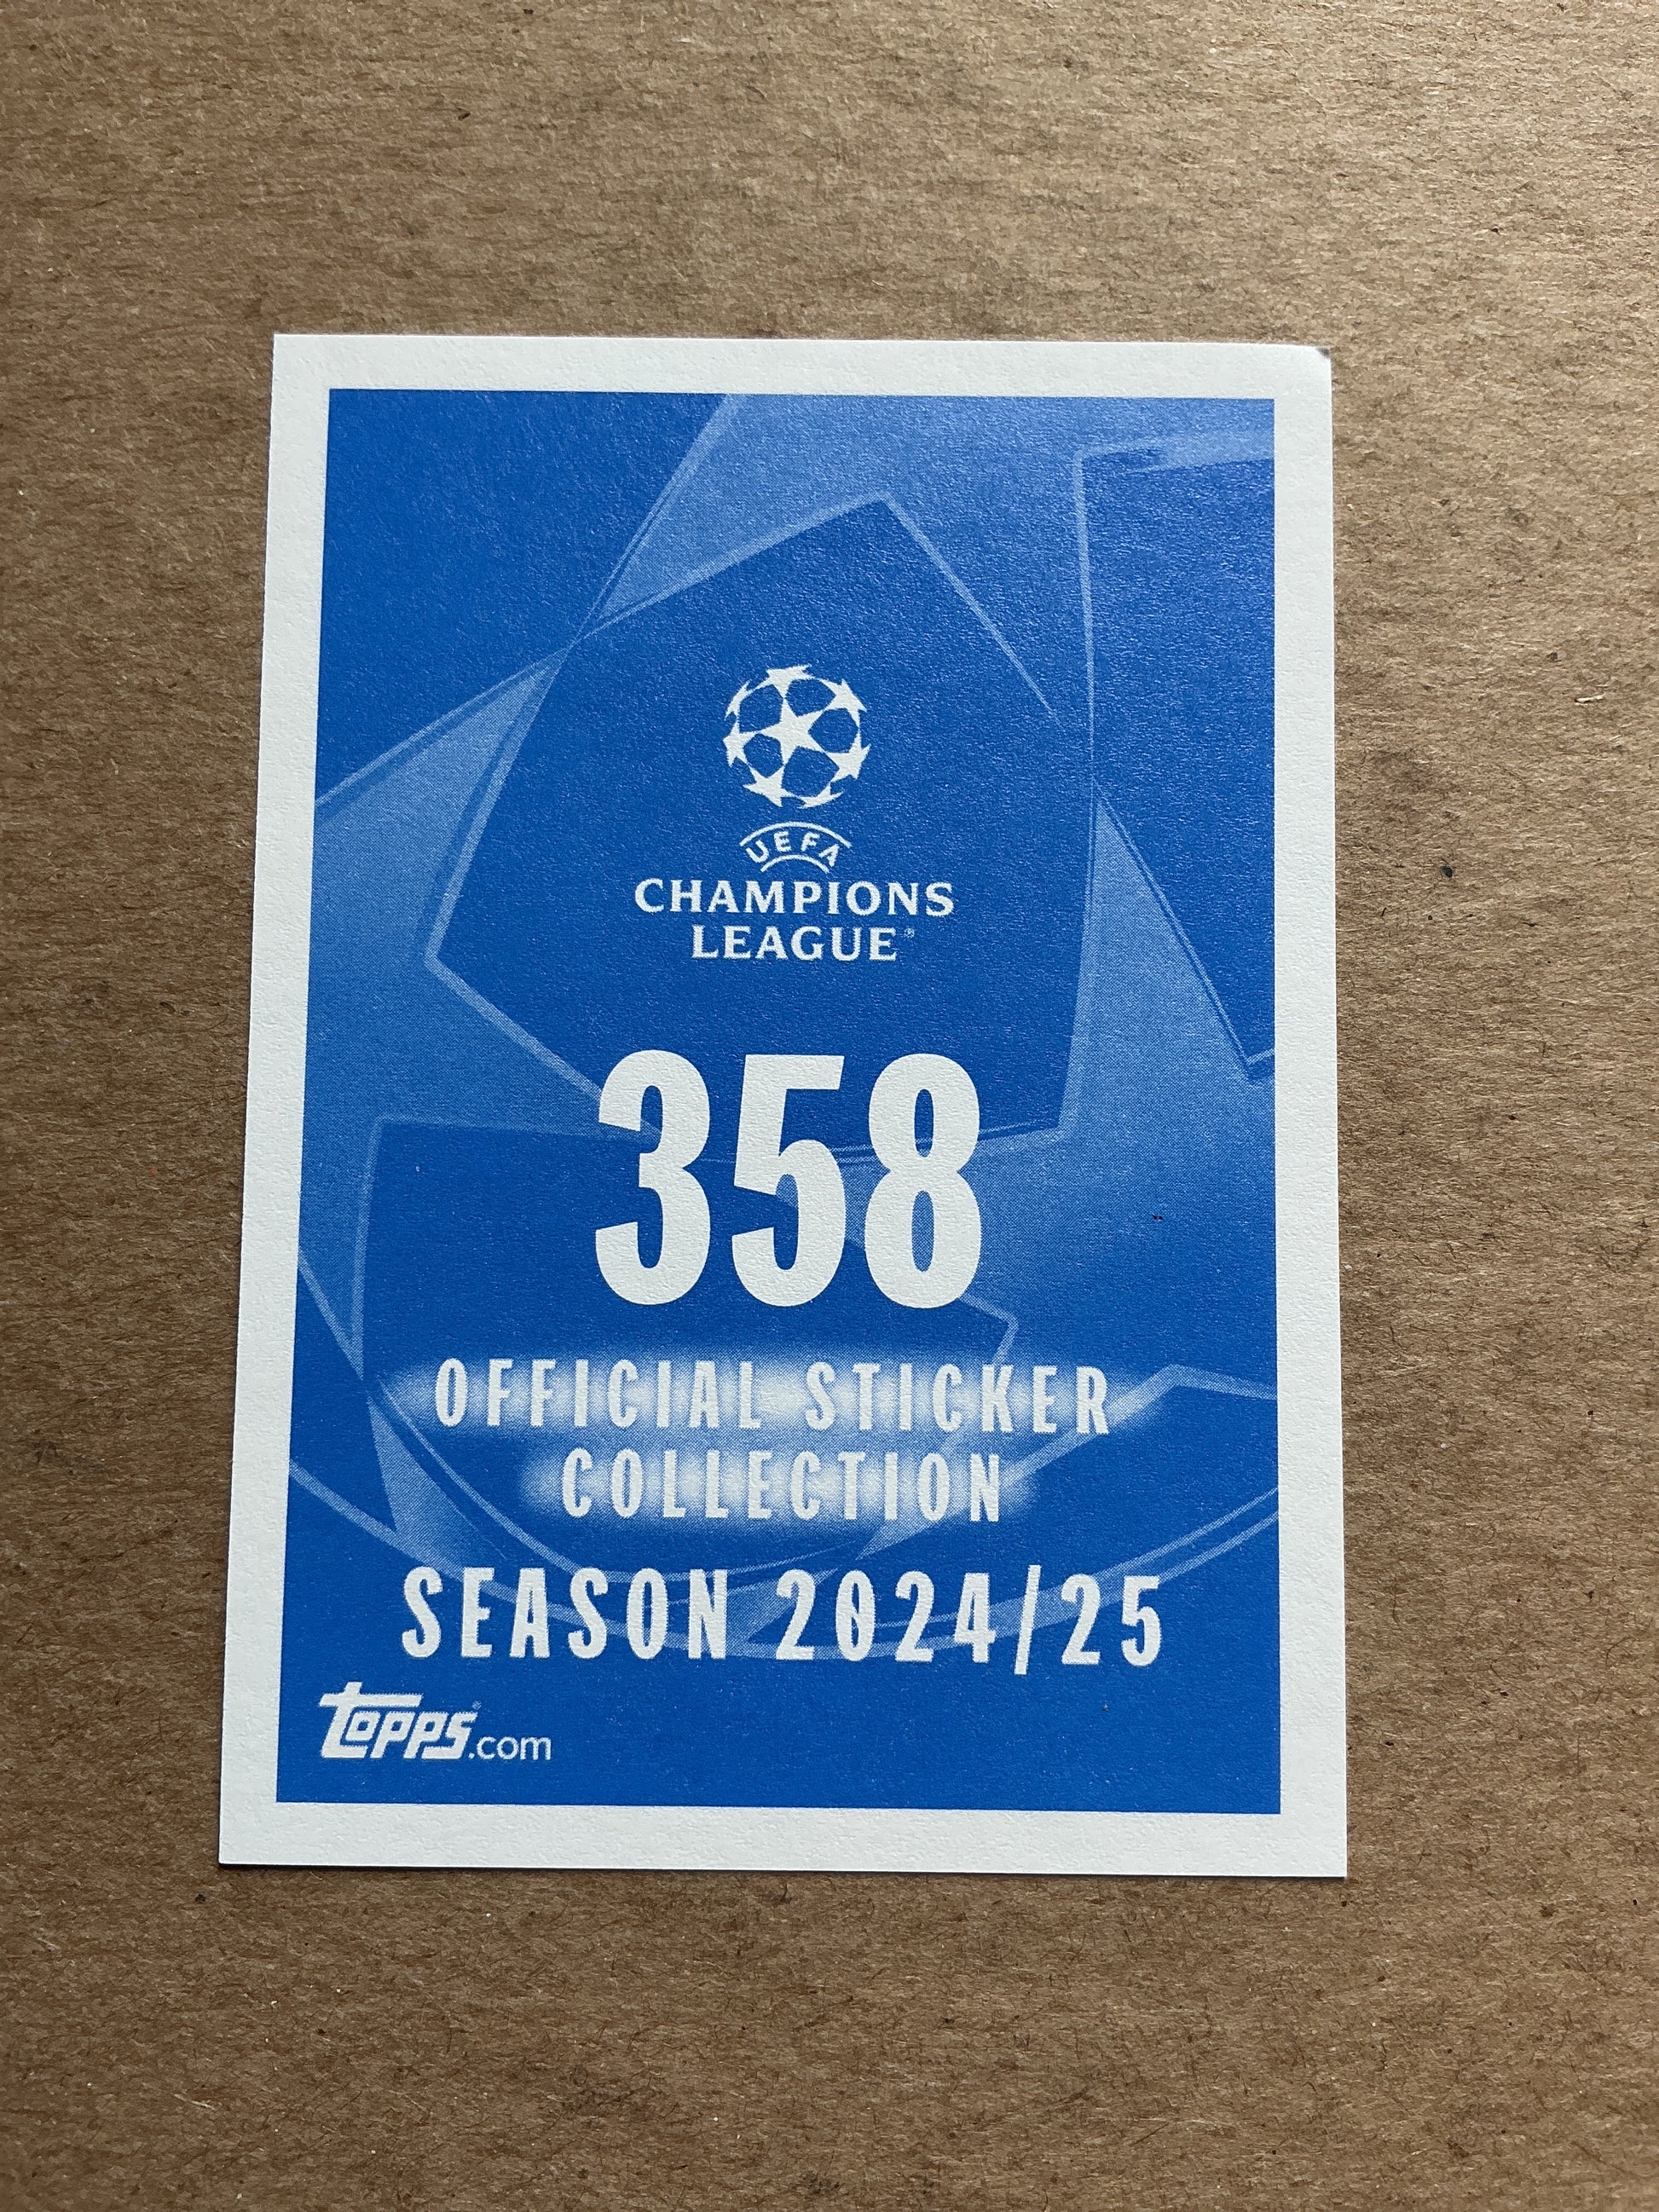 UEFA
CHAMPIONS
LEAGUE®
358
OFFICIAL STICKER
COLLECTION
SEASON 2024/25
topps®.com